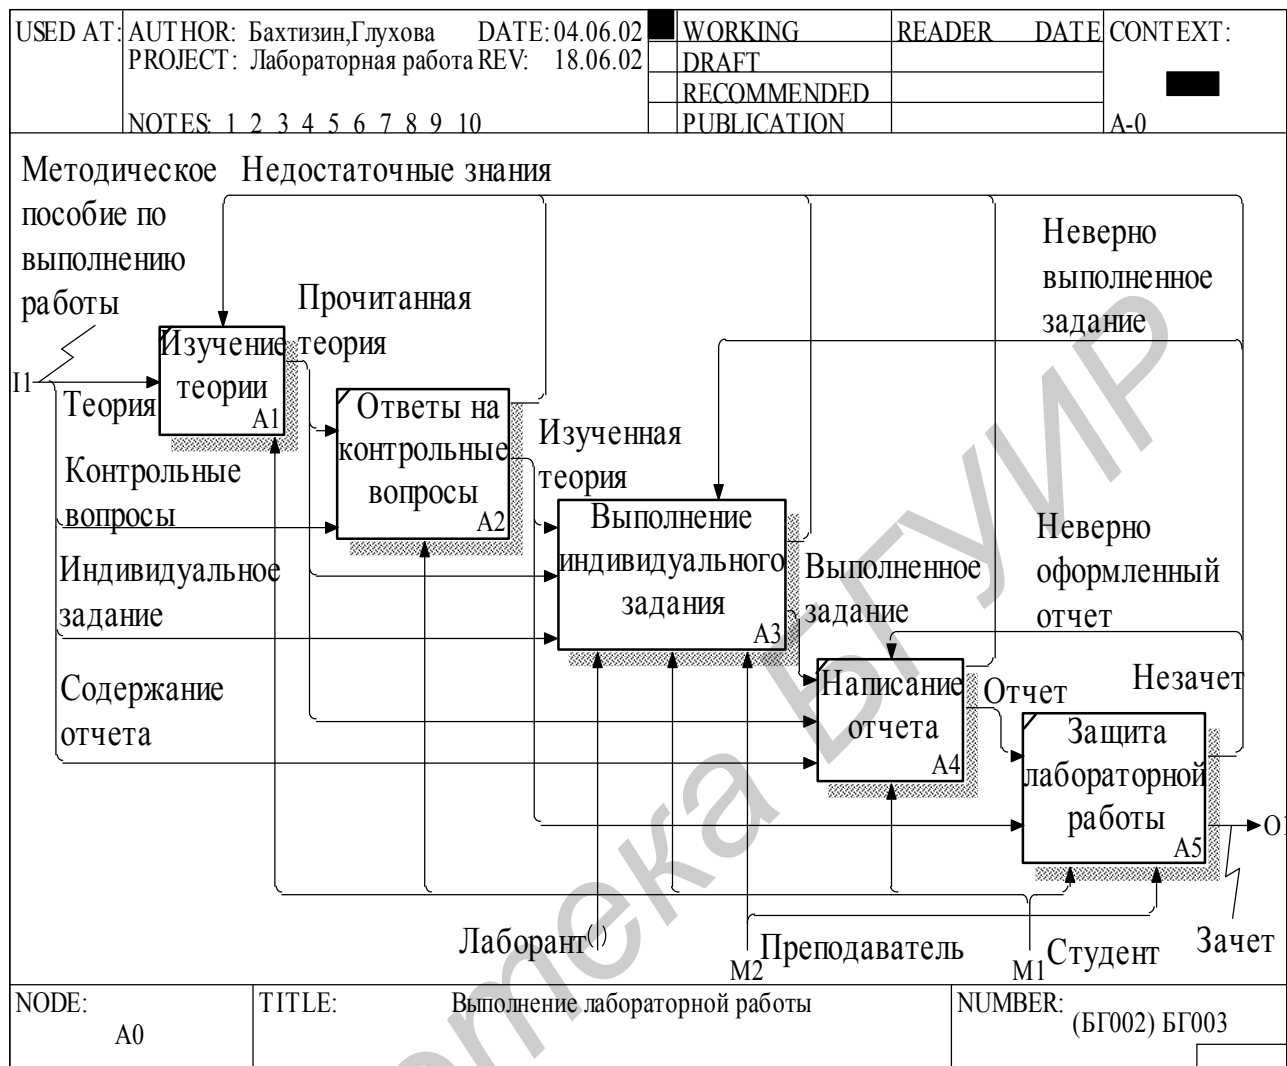 USED AT:
AUTHOR: Бахтизин,Глухова DATE: 04.06.02
PROJECT: Лабораторная работа REV: 18.06.02
NOTES: 1 2 3 4 5 6 7 8 9 10
WORKING
DRAFT
RECOMMENDED
PUBLICATION
READER DATE
CONTEXT:
A-0
Методическое
пособие по
выполнению
работы
Недостаточные знания
Неверно
выполненное
задание
Прочитанная
теория
I1
Теория
Изучение
теории
A1
Ответы на
контрольные
вопросы
A2
Изученная
теория
Контрольные
вопросы
Выполнение
индивидуального
задания
A3
Неверно
оформленный
отчет
Индивидуальное
задание
Выполненное
задание
Содержание
отчета
Написание
отчета
A4
Отчет
Незачет
Защита
лабораторной
работы
A5
O1
Лаборант
M2
Преподаватель
M1
Студент
Зачет
NODE:
A0
TITLE:
Выполнение лабораторной работы
NUMBER:
(БГ002) БГ003
тека БГУИР